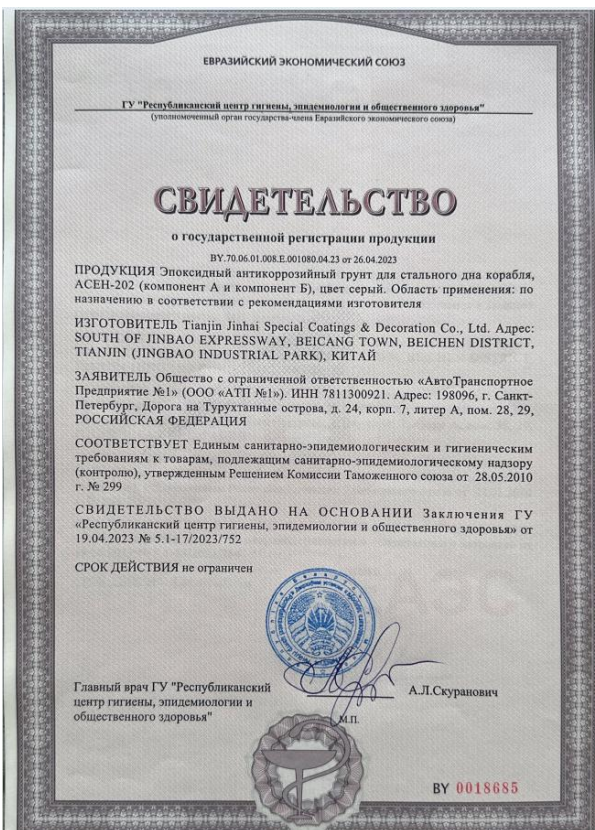 ЕВРАЗИЙСКИЙ ЭКОНОМИЧЕСКИЙ СОЮЗ
ГУ "Республиканский центр гигиены, эпидемиологии и общественного здоровья"
(уполномоченный орган государства-члена Евразийского экономического союза)
СВИДЕТЕЛЬСТВО
о государственной регистрации продукции
BY.70.06.01.008.E.001080.04.23 от 26.04.2023
ПРОДУКЦИЯ Эпоксидный антикоррозийный грунт для стального дна корабля,
АСЕН-202 (компонент А и компонент Б), цвет серый. Область применения: по
назначению в соответствии с рекомендациями изготовителя
ИЗГОТОВИТЕЛЬ Tianjin Jinhai Special Coatings & Decoration Co., Ltd. Адрес:
SOUTH OF JINBAO EXPRESSWAY, BEICANG TOWN, BEICHEN DISTRICT,
TIANJIN (JINGBAO INDUSTRIAL PARK), КИТАЙ
ЗАЯВИТЕЛЬ Общество с ограниченной ответственностью «АвтоТранспортное
Предприятие №1» (ООО «АТП №1»). ИНН 7811300921. Адрес: 198096, г. Санкт-
Петербург, Дорога на Турухтанные острова, д. 24, корп. 7, литер А, пом. 28, 29,
РОССИЙСКАЯ ФЕДЕРАЦИЯ
СООТВЕТСТВУЕТ Единым санитарно-эпидемиологическим и гигиеническим
требованиям к товарам, подлежащим санитарно-эпидемиологическому надзору
(контролю), утвержденным Решением Комиссии Таможенного союза от 28.05.2010
г. № 299
СВИДЕТЕЛЬСТВО ВЫДАНО НА ОСНОВАНИИ Заключения ГУ
«Республиканский центр гигиены, эпидемиологии и общественного здоровья» от
19.04.2023 № 5.1-17/2023/752
СРОК ДЕЙСТВИЯ не ограничен
Главный врач ГУ "Республиканский
центр гигиены, эпидемиологии и
общественного здоровья"
А.Л.Скуранович
М.П.
BY 0018685